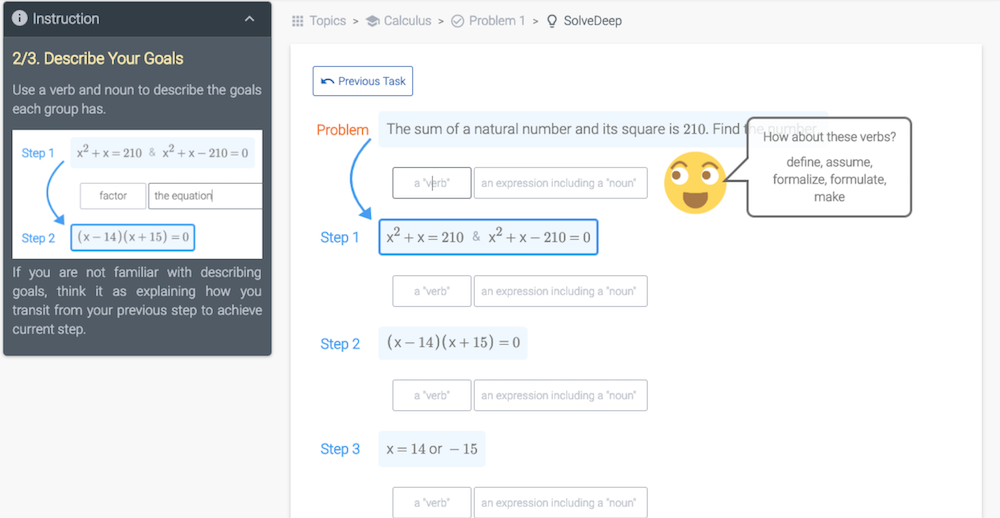 Instruction
2/3. Describe Your Goals
Use a verb and noun to describe the goals
each group has.
Step 1 x² + x = 210 & x² + x – 210 = 0
factor the equation
Step 2 (x – 14)(x + 15) = 0
If you are not familiar with describing
goals, think it as explaining how you
transit from your previous step to achieve
current step.
Topics > Calculus > Problem 1 > SolveDeep
Previous Task
Problem The sum of a natural number and its square is 210. Find the number
How about these verbs?
define, assume,
formalize, formulate,
make
a "verb" an expression including a "noun"
Step 1 x² + x = 210 & x² + x – 210 = 0
a "verb" an expression including a "noun"
Step 2 (x – 14)(x + 15) = 0
a "verb" an expression including a "noun"
Step 3 x = 14 or – 15
a "verb" an expression including a "noun"